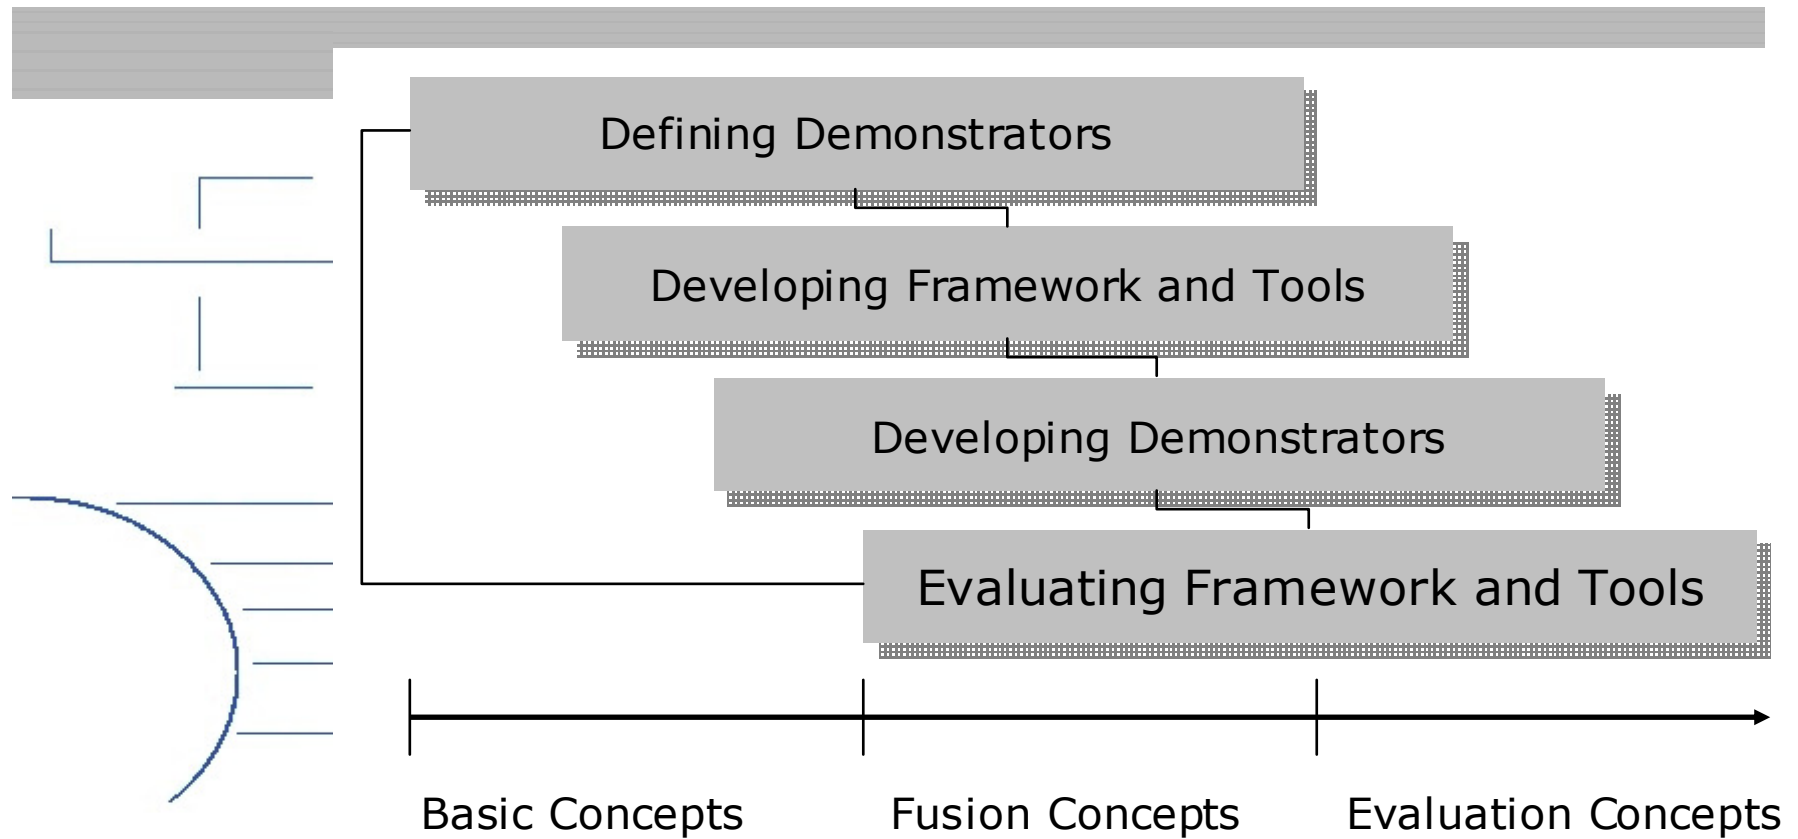 Defining Demonstrators
Developing Framework and Tools
Developing Demonstrators
Evaluating Framework and Tools
Basic Concepts
Fusion Concepts
Evaluation Concepts